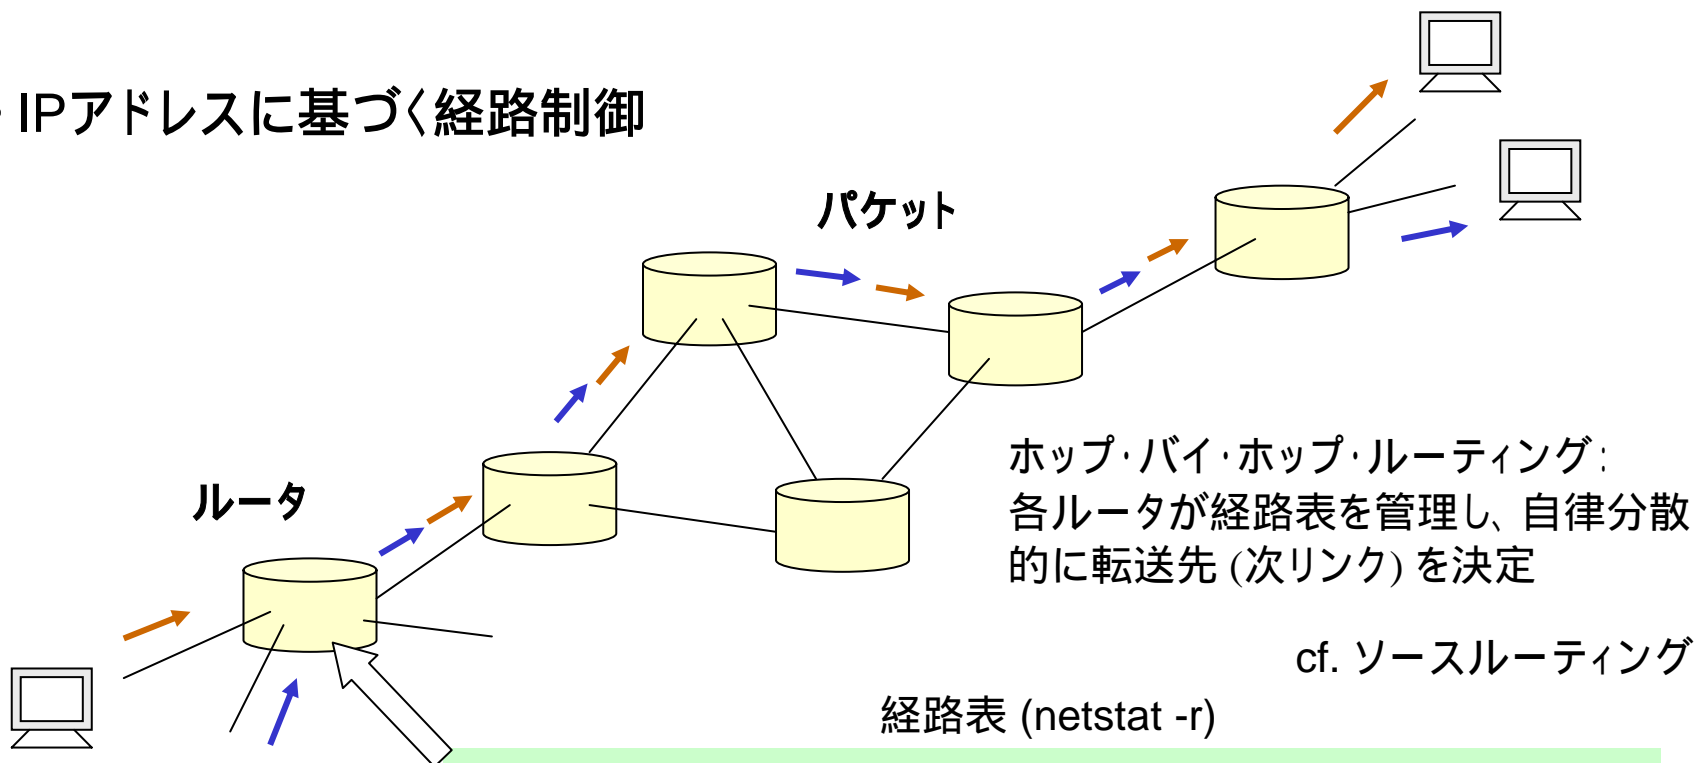 ・IPアドレスに基づく経路制御
パケット
ルータ
ホップ・バイ・ホップ・ルーティング:
各ルータが経路表を管理し、自律分散
的に転送先 (次リンク) を決定
cf. ソースルーティング
経路表 (netstat -r)